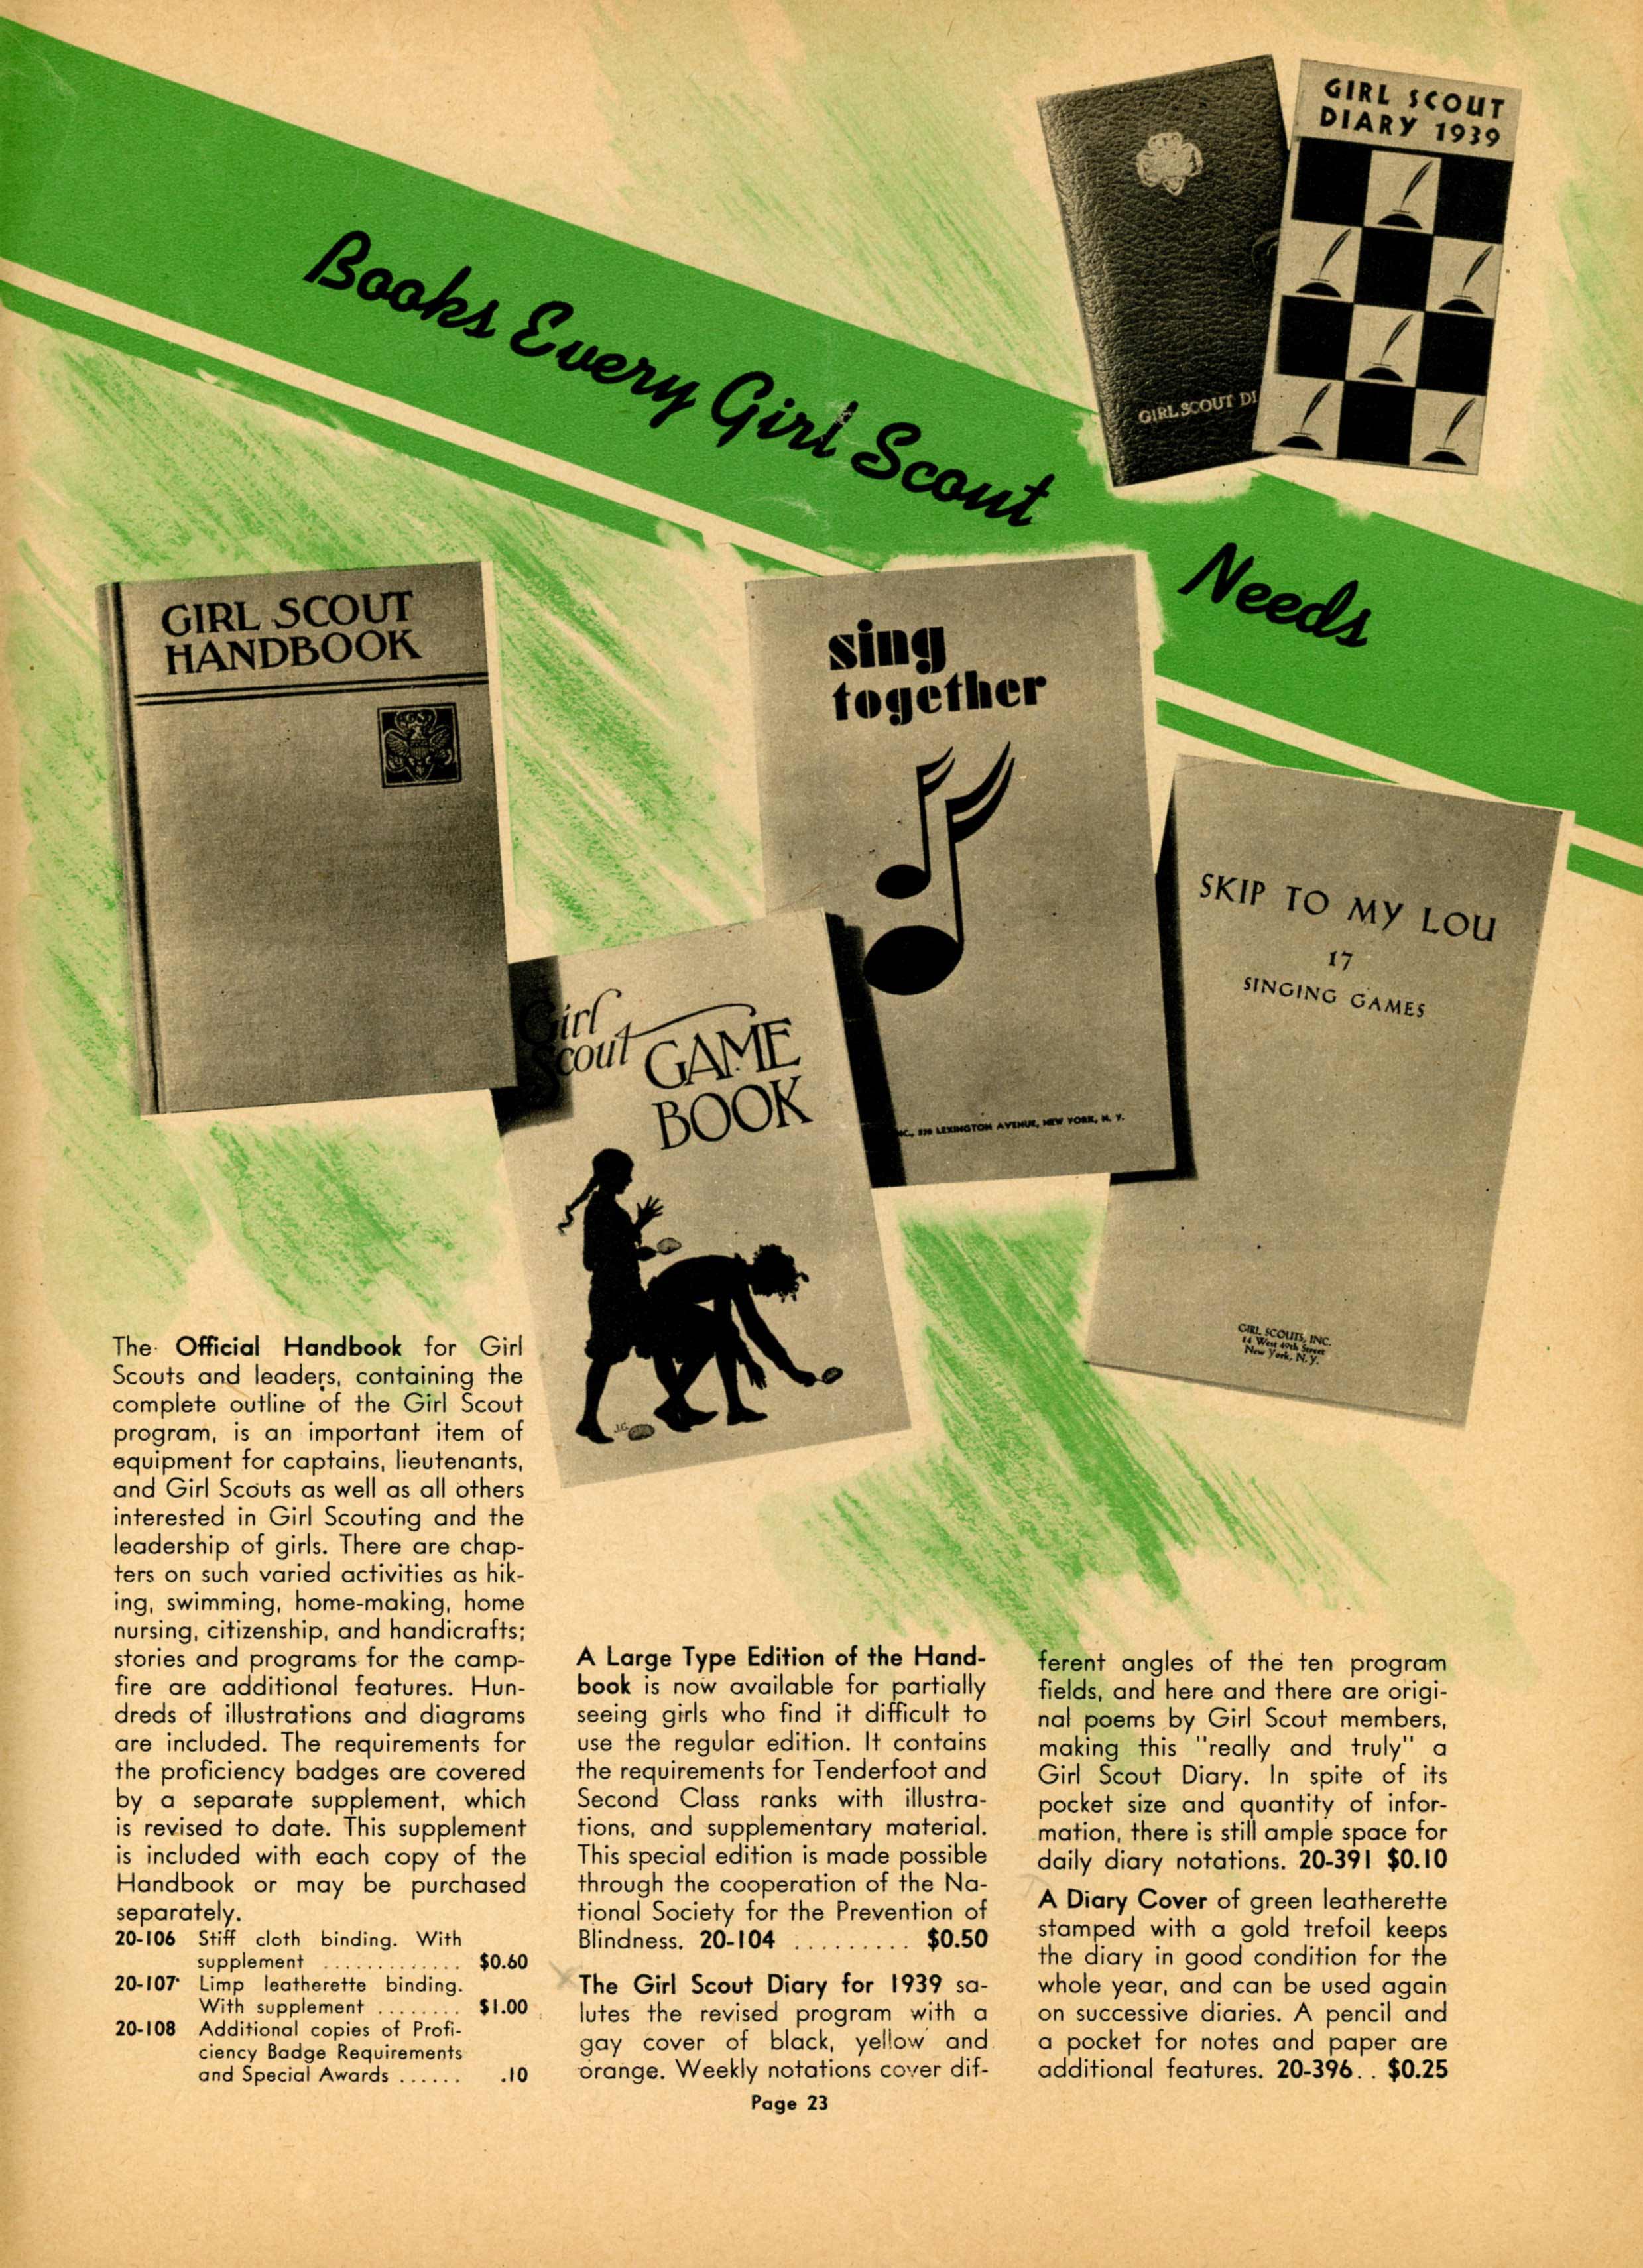 GIRL SCOUT
DIARY 1939
GIRL SCOUT DI
Books Every Girl Scout Needs
GIRL SCOUT
HANDBOOK
sing
together
SKIP TO MY LOU
17
SINGING GAMES
Girl
Scout GAME
BOOK
NC., 570 LEXINGTON AVENUE, NEW YORK, N. Y.
GIRL SCOUTS, INC.
14 West 49th Street
New York, N. Y.
J.G.
The Official Handbook for Girl
Scouts and leaders, containing the
complete outline of the Girl Scout
program, is an important item of
equipment for captains, lieutenants,
and Girl Scouts as well as all others
interested in Girl Scouting and the
leadership of girls. There are chap-
ters on such varied activities as hik-
ing, swimming, home-making, home
nursing, citizenship, and handicrafts;
stories and programs for the camp-
fire are additional features. Hun-
dreds of illustrations and diagrams
are included. The requirements for
the proficiency badges are covered
by a separate supplement, which
is revised to date. This supplement
is included with each copy of the
Handbook or may be purchased
separately.
20-106 Stiff cloth binding. With
supplement ............. $0.60
20-107 Limp leatherette binding.
With supplement ........ $1.00
20-108 Additional copies of Profi-
ciency Badge Requirements
and Special Awards ...... .10
A Large Type Edition of the Hand-
book is now available for partially
seeing girls who find it difficult to
use the regular edition. It contains
the requirements for Tenderfoot and
Second Class ranks with illustra-
tions, and supplementary material.
This special edition is made possible
through the cooperation of the Na-
tional Society for the Prevention of
Blindness. 20-104 ......... $0.50
The Girl Scout Diary for 1939 sa-
lutes the revised program with a
gay cover of black, yellow and
orange. Weekly notations cover dif-
ferent angles of the ten program
fields, and here and there are origi-
nal poems by Girl Scout members,
making this "really and truly" a
Girl Scout Diary. In spite of its
pocket size and quantity of infor-
mation, there is still ample space for
daily diary notations. 20-391 $0.10
A Diary Cover of green leatherette
stamped with a gold trefoil keeps
the diary in good condition for the
whole year, and can be used again
on successive diaries. A pencil and
a pocket for notes and paper are
additional features. 20-396.. $0.25
Page 23